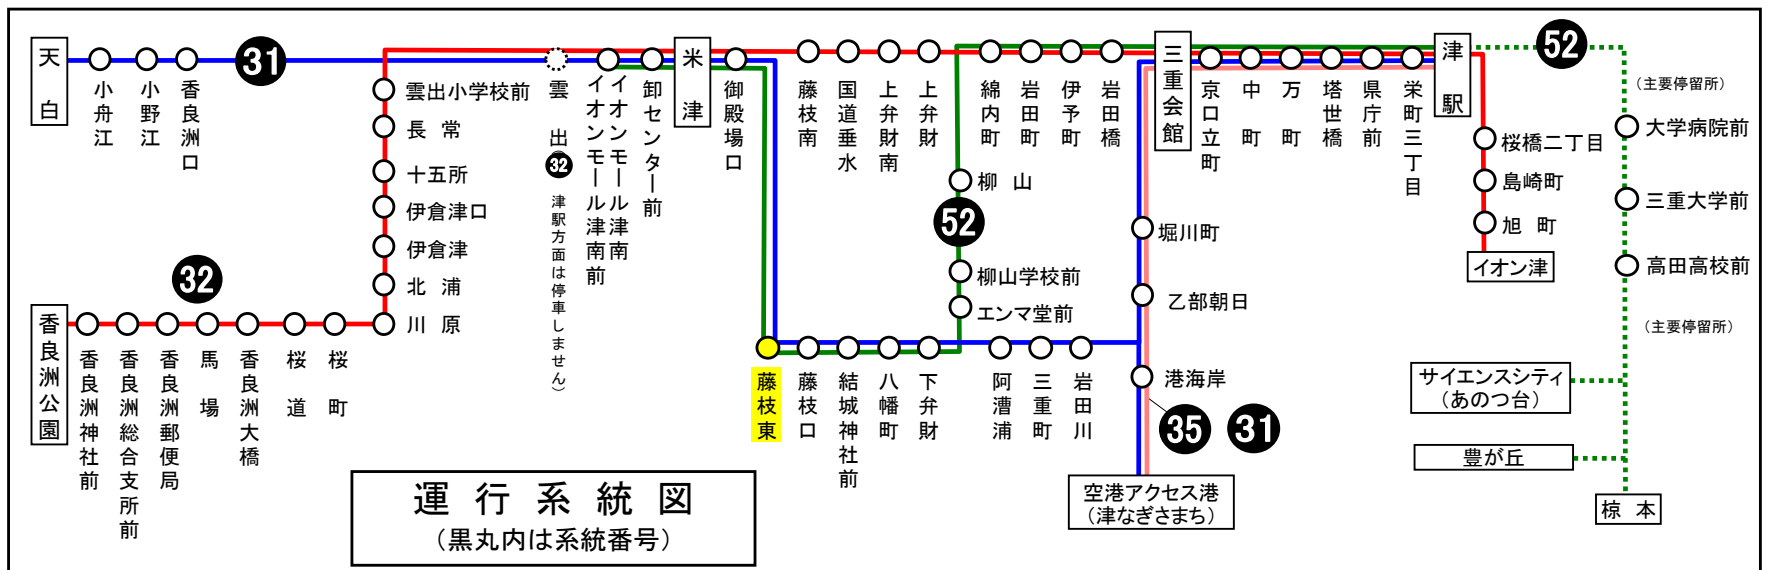 天白
小舟江
小野江
香良洲口
31
雲出
32
津駅方面は停車しません)
イオンモール津南前
イオンモール津南
卸センター前
米津
御殿場口
藤枝南
国道垂水
上弁財南
上弁財
綿内町
岩田町
伊予町
岩田橋
三重会館
京口立町
中町
万町
塔世橋
県庁前
栄町三丁目
津駅
52
(主要停留所)
大学病院前
三重大学前
高田高校前
(主要停留所)
サイエンスシティ
(あのつ台)
豊が丘
椋本
桜橋二丁目
島崎町
旭町
イオン津
雲出小学校前
長常
十五所
伊倉津口
伊倉津
北浦
川原
32
香良洲公園
香良洲神社前
香良洲総合支所前
香良洲郵便局
馬場
香良洲大橋
桜道
桜町
柳山
52
柳山学校前
エンマ堂前
藤枝東
藤枝口
結城神社前
八幡町
下弁財
阿漕浦
三重町
岩田川
堀川町
乙部朝日
港海岸
35
31
空港アクセス港
(津なぎさまち)
運行系統図
(黒丸内は系統番号)